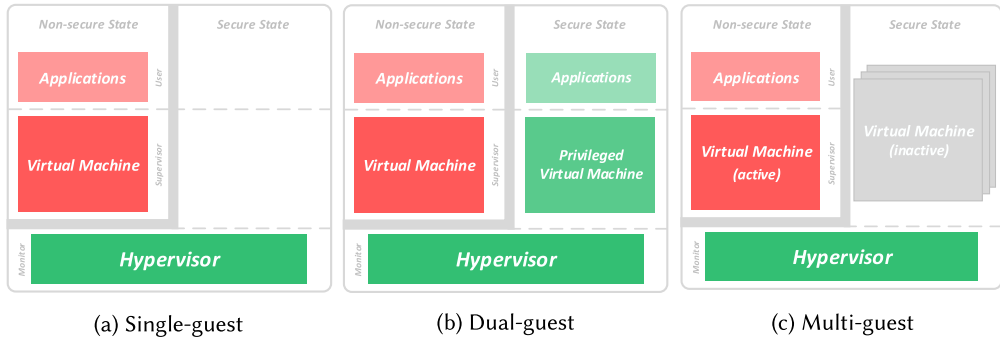 Non-secure State
Secure State
Applications
User
Virtual Machine
Supervisor
Monitor
Hypervisor
(a) Single-guest
Non-secure State
Secure State
Applications
User
Applications
Virtual Machine
Supervisor
Privileged
Virtual Machine
Monitor
Hypervisor
(b) Dual-guest
Non-secure State
Secure State
Applications
User
Virtual Machine
(active)
Supervisor
Virtual Machine
(inactive)
Monitor
Hypervisor
(c) Multi-guest